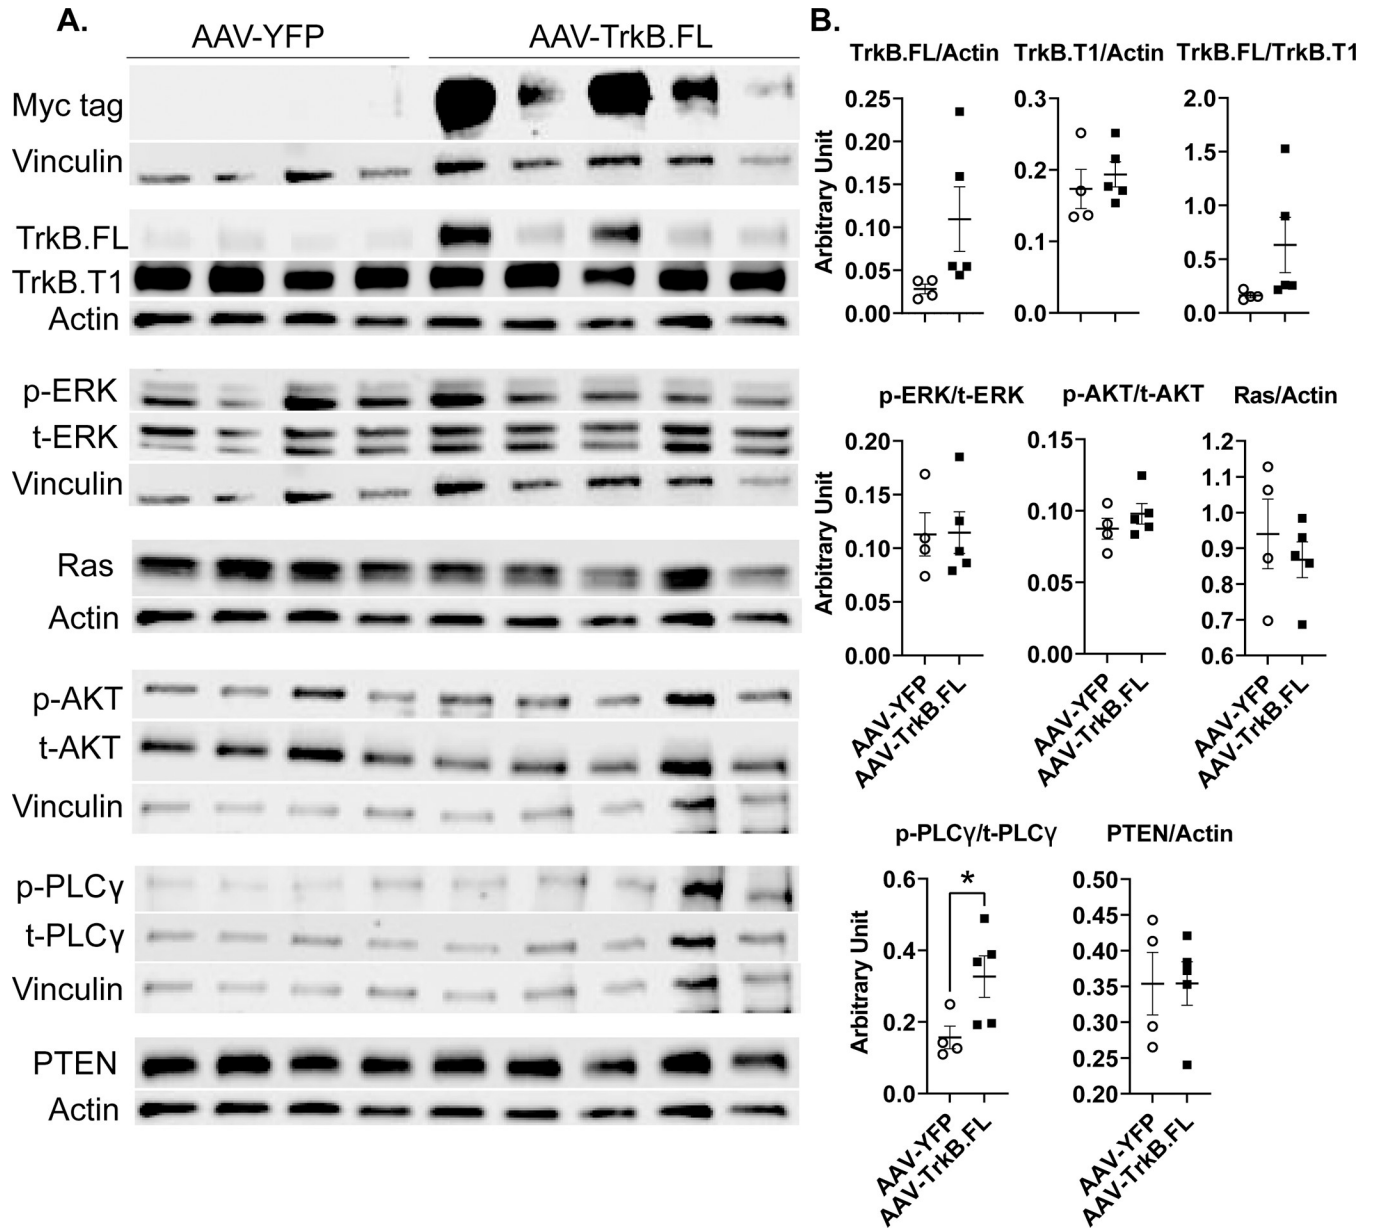 A.
AAV-YFP
AAV-TrkB.FL
Myc tag
Vinculin
TrkB.FL
TrkB.T1
Actin
p-ERK
t-ERK
Vinculin
Ras
Actin
p-AKT
t-AKT
Vinculin
p-PLCγ
t-PLCγ
Vinculin
PTEN
Actin
B.
TrkB.FL/Actin
Arbitrary Unit
0.25
0.20
0.15
0.10
0.05
0.00
TrkB.T1/Actin
0.3
0.2
0.1
0.0
TrkB.FL/TrkB.T1
2.0
1.5
1.0
0.5
0.0
p-ERK/t-ERK
Arbitrary Unit
0.20
0.15
0.10
0.05
0.00
AAV-YFP
AAV-TrkB.FL
p-AKT/t-AKT
0.15
0.10
0.05
0.00
AAV-YFP
AAV-TrkB.FL
Ras/Actin
1.2
1.1
1.0
0.9
0.8
0.7
0.6
AAV-YFP
AAV-TrkB.FL
p-PLCγ/t-PLCγ
Arbitrary Unit
0.6
0.4
0.2
0.0
*
AAV-YFP
AAV-TrkB.FL
PTEN/Actin
0.50
0.45
0.40
0.35
0.30
0.25
0.20
AAV-YFP
AAV-TrkB.FL